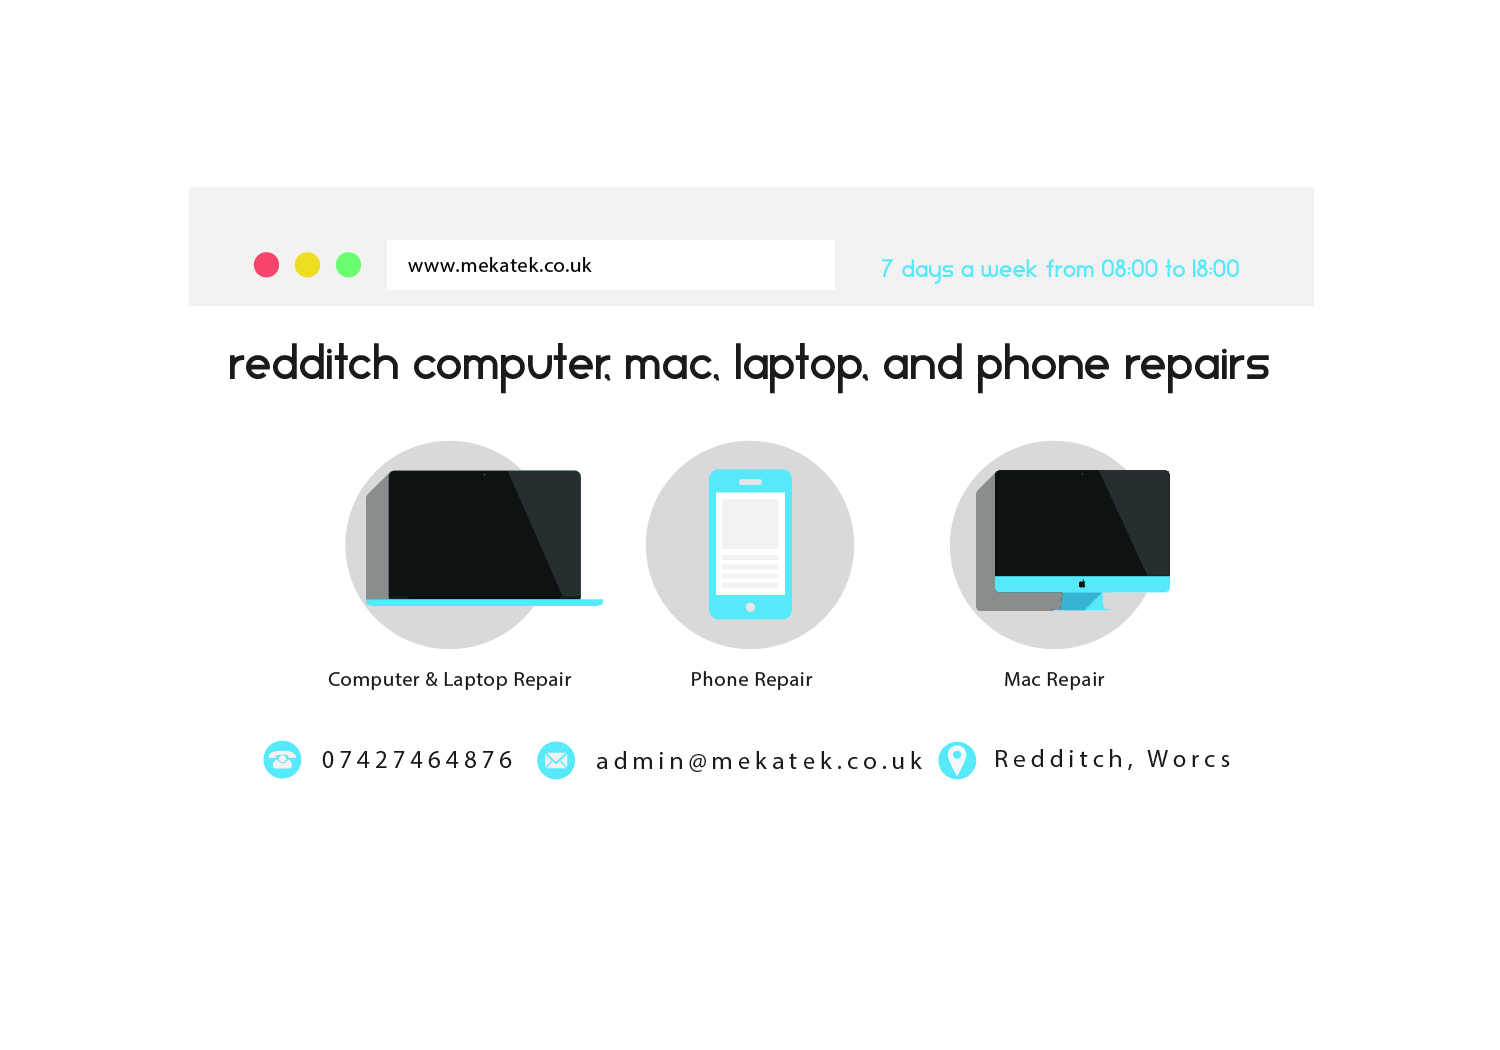 www.mekatek.co.uk
7 days a week from 08:00 to 18:00
redditch computer, mac, laptop, and phone repairs
Computer & Laptop Repair
Phone Repair
Mac Repair
07427464876
admin@mekatek.co.uk
Redditch, Worcs